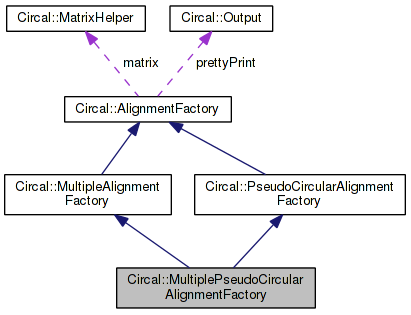 Circal::MatrixHelper
Circal::Output
matrix
prettyPrint
Circal::AlignmentFactory
Circal::MultipleAlignment
Factory
Circal::PseudoCircularAlignment
Factory
Circal::MultiplePseudoCircular
AlignmentFactory